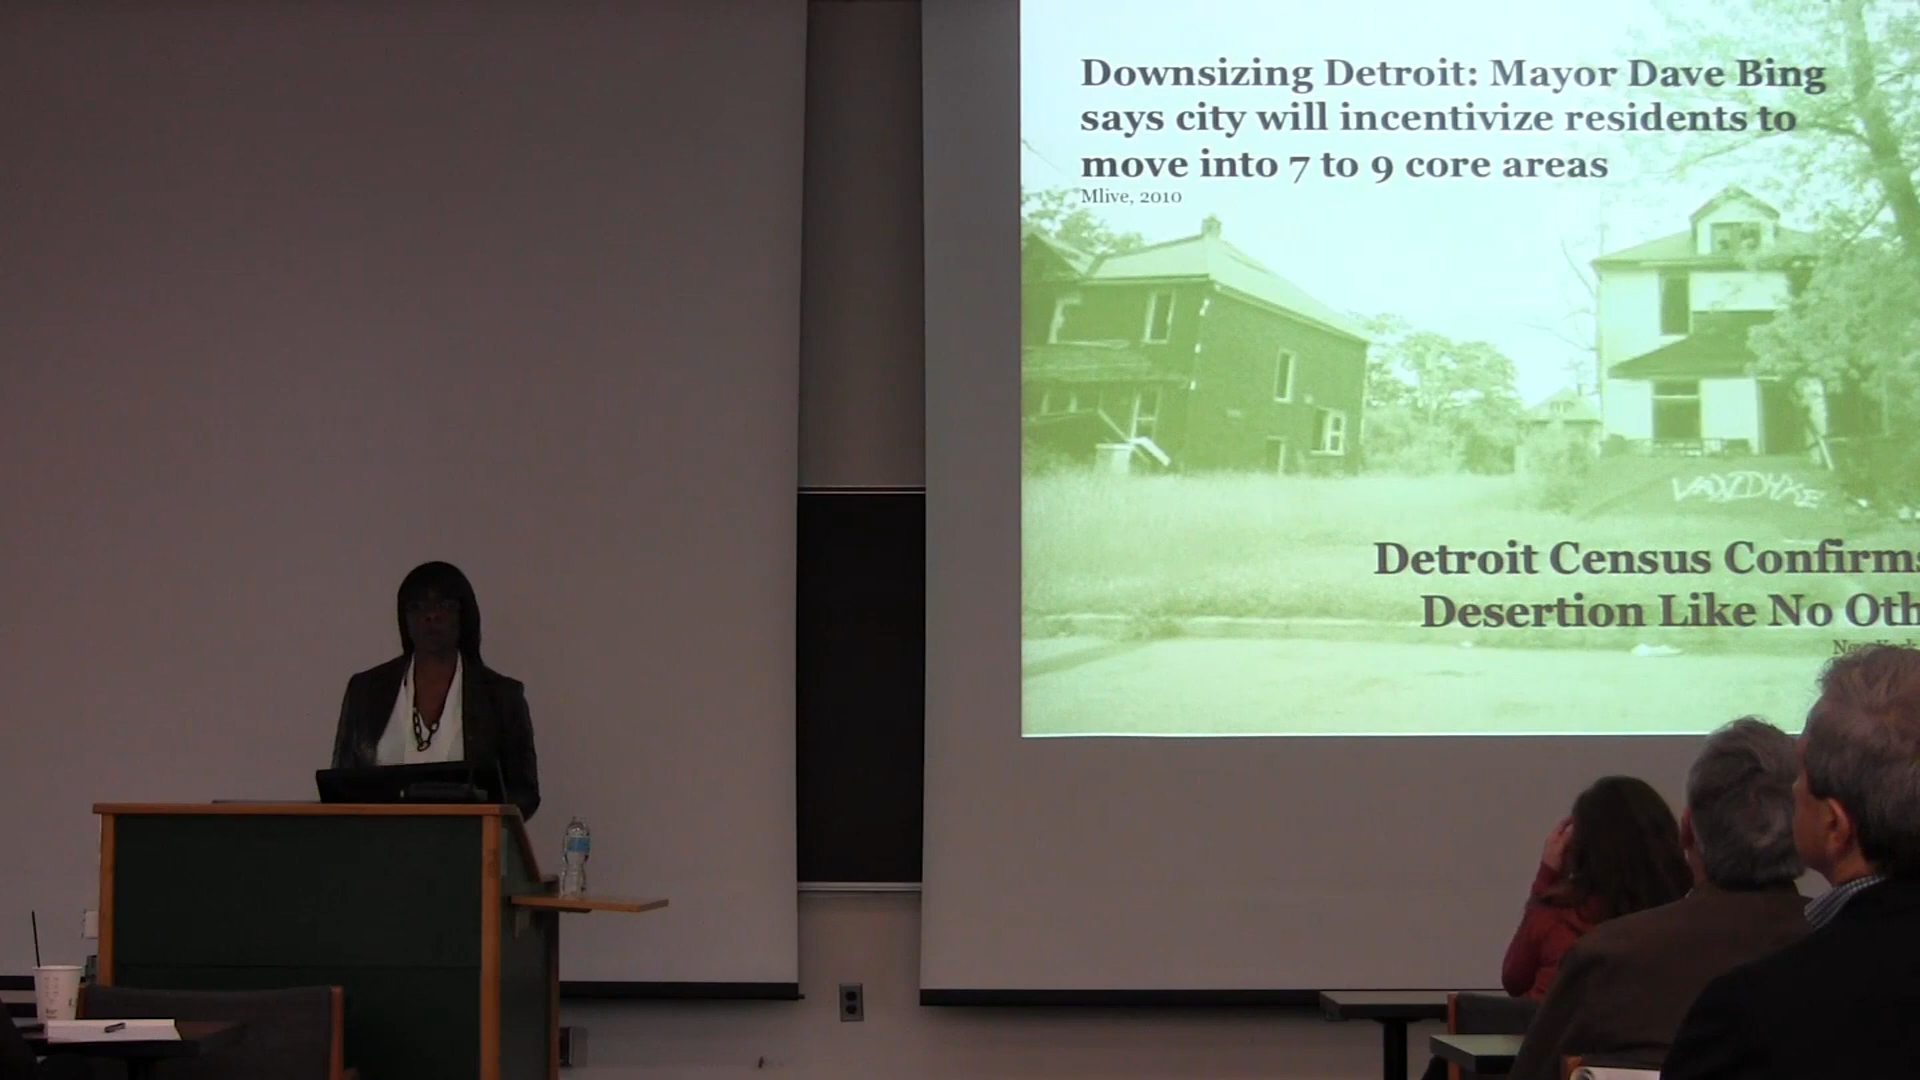 Downsizing Detroit: Mayor Dave Bing
says city will incentivize residents to
move into 7 to 9 core areas
Mlive, 2010
Detroit Census Confirms
Desertion Like No